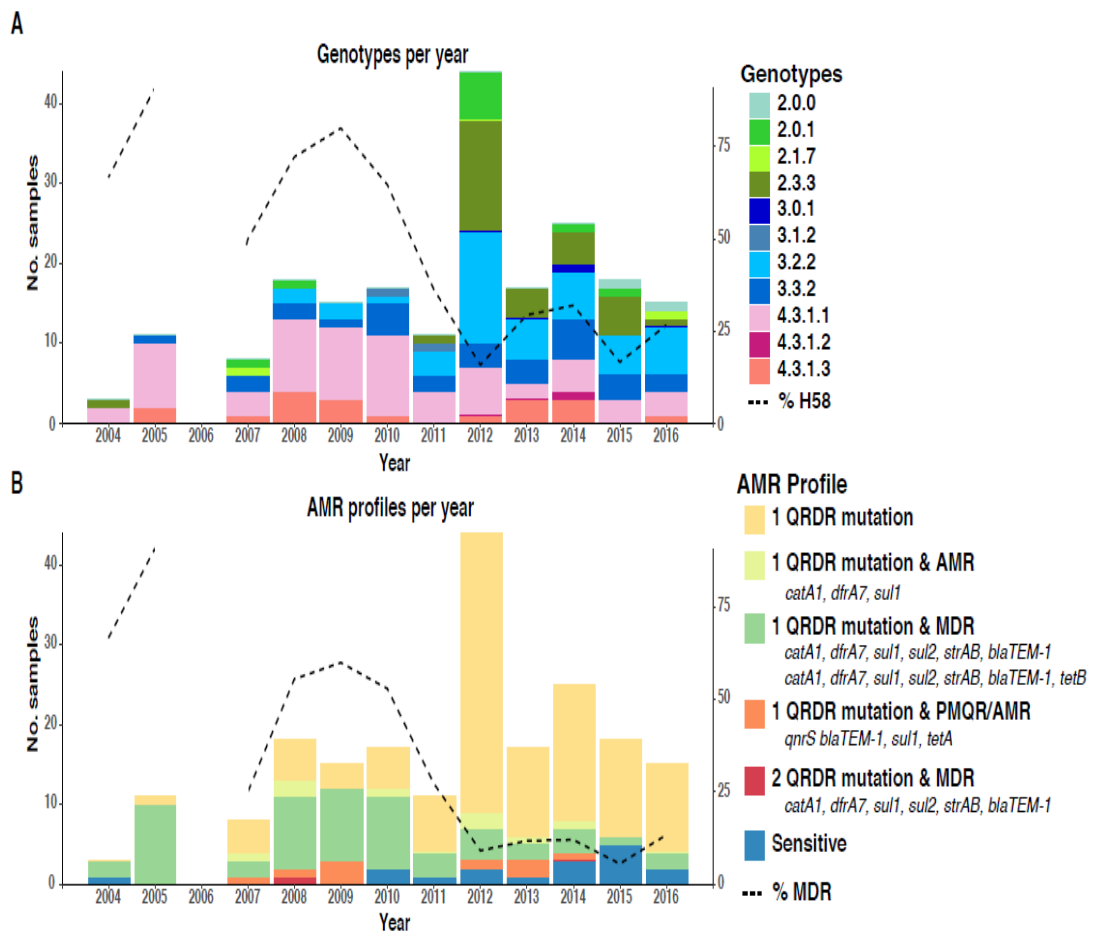 A
Genotypes per year
Genotypes
2.0.0
2.0.1
2.1.7
2.3.3
3.0.1
3.1.2
3.2.2
3.3.2
4.3.1.1
4.3.1.2
4.3.1.3
% H58
No. samples
40
30
20
10
0
75
50
25
0
2004 2005 2006 2007 2008 2009 2010 2011 2012 2013 2014 2015 2016
Year
B
AMR profiles per year
AMR Profile
1 QRDR mutation
1 QRDR mutation & AMR
catA1, dfrA7, sul1
1 QRDR mutation & MDR
catA1, dfrA7, sul1, sul2, strAB, blaTEM-1
catA1, dfrA7, sul1, sul2, strAB, blaTEM-1, tetB
1 QRDR mutation & PMQR/AMR
qnrS blaTEM-1, sul1, tetA
2 QRDR mutation & MDR
catA1, dfrA7, sul1, sul2, strAB, blaTEM-1
Sensitive
% MDR
No. samples
40
30
20
10
0
75
50
25
0
2004 2005 2006 2007 2008 2009 2010 2011 2012 2013 2014 2015 2016
Year